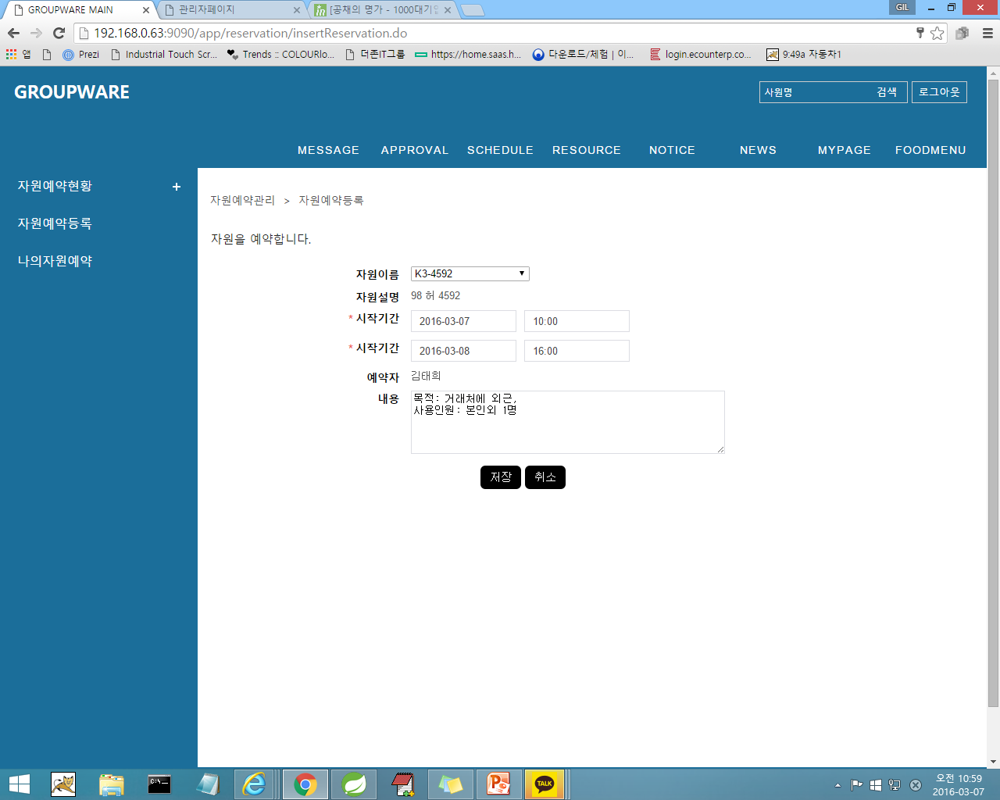 GROUPWARE MAIN
관리자페이지
[공채의 명가 - 1000대기업
GIL
192.168.0.63:9090/app/reservation/insertReservation.do
앱
Prezi
Industrial Touch Scr...
Trends :: COLOURlo...
더존IT그룹
https://home.saas.h...
다운로드/체험 | 이...
login.ecounterp.co...
9:49a 자동차1
GROUPWARE
사원명 검색 로그아웃
MESSAGE APPROVAL SCHEDULE RESOURCE NOTICE NEWS MYPAGE FOODMENU
자원예약현황 +
자원예약등록
나의자원예약
자원예약관리 > 자원예약등록
자원을 예약합니다.
자원이름 K3-4592
자원설명 98 허 4592
* 시작기간 2016-03-07 10:00
* 시작기간 2016-03-08 16:00
예약자 김태희
내용 목적: 거래처에 외근,
사용인원: 본인외 1명
저장 취소
C:\_
TALK
오전 10:59
2016-03-07